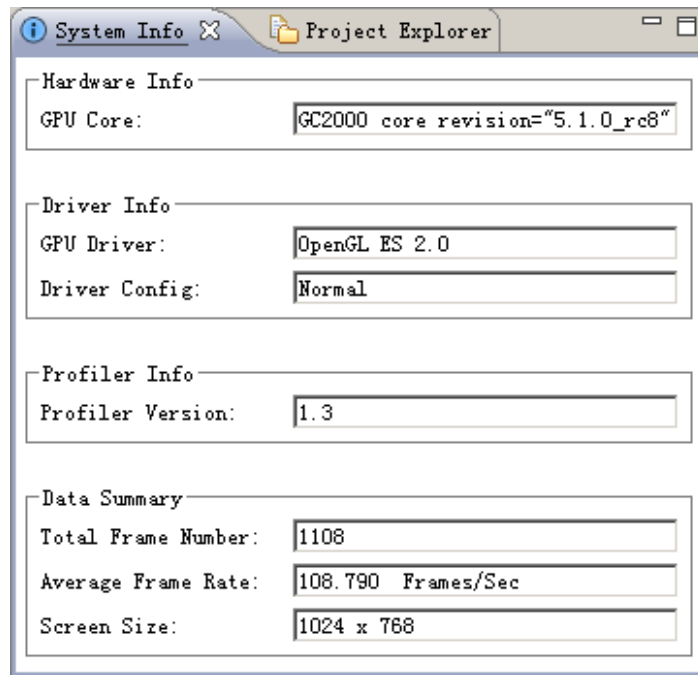 System Info Project Explorer
Hardware Info
GPU Core: GC2000 core revision="5.1.0_rc8"
Driver Info
GPU Driver: OpenGL ES 2.0
Driver Config: Normal
Profiler Info
Profiler Version: 1.3
Data Summary
Total Frame Number: 1108
Average Frame Rate: 108.790 Frames/Sec
Screen Size: 1024 x 768